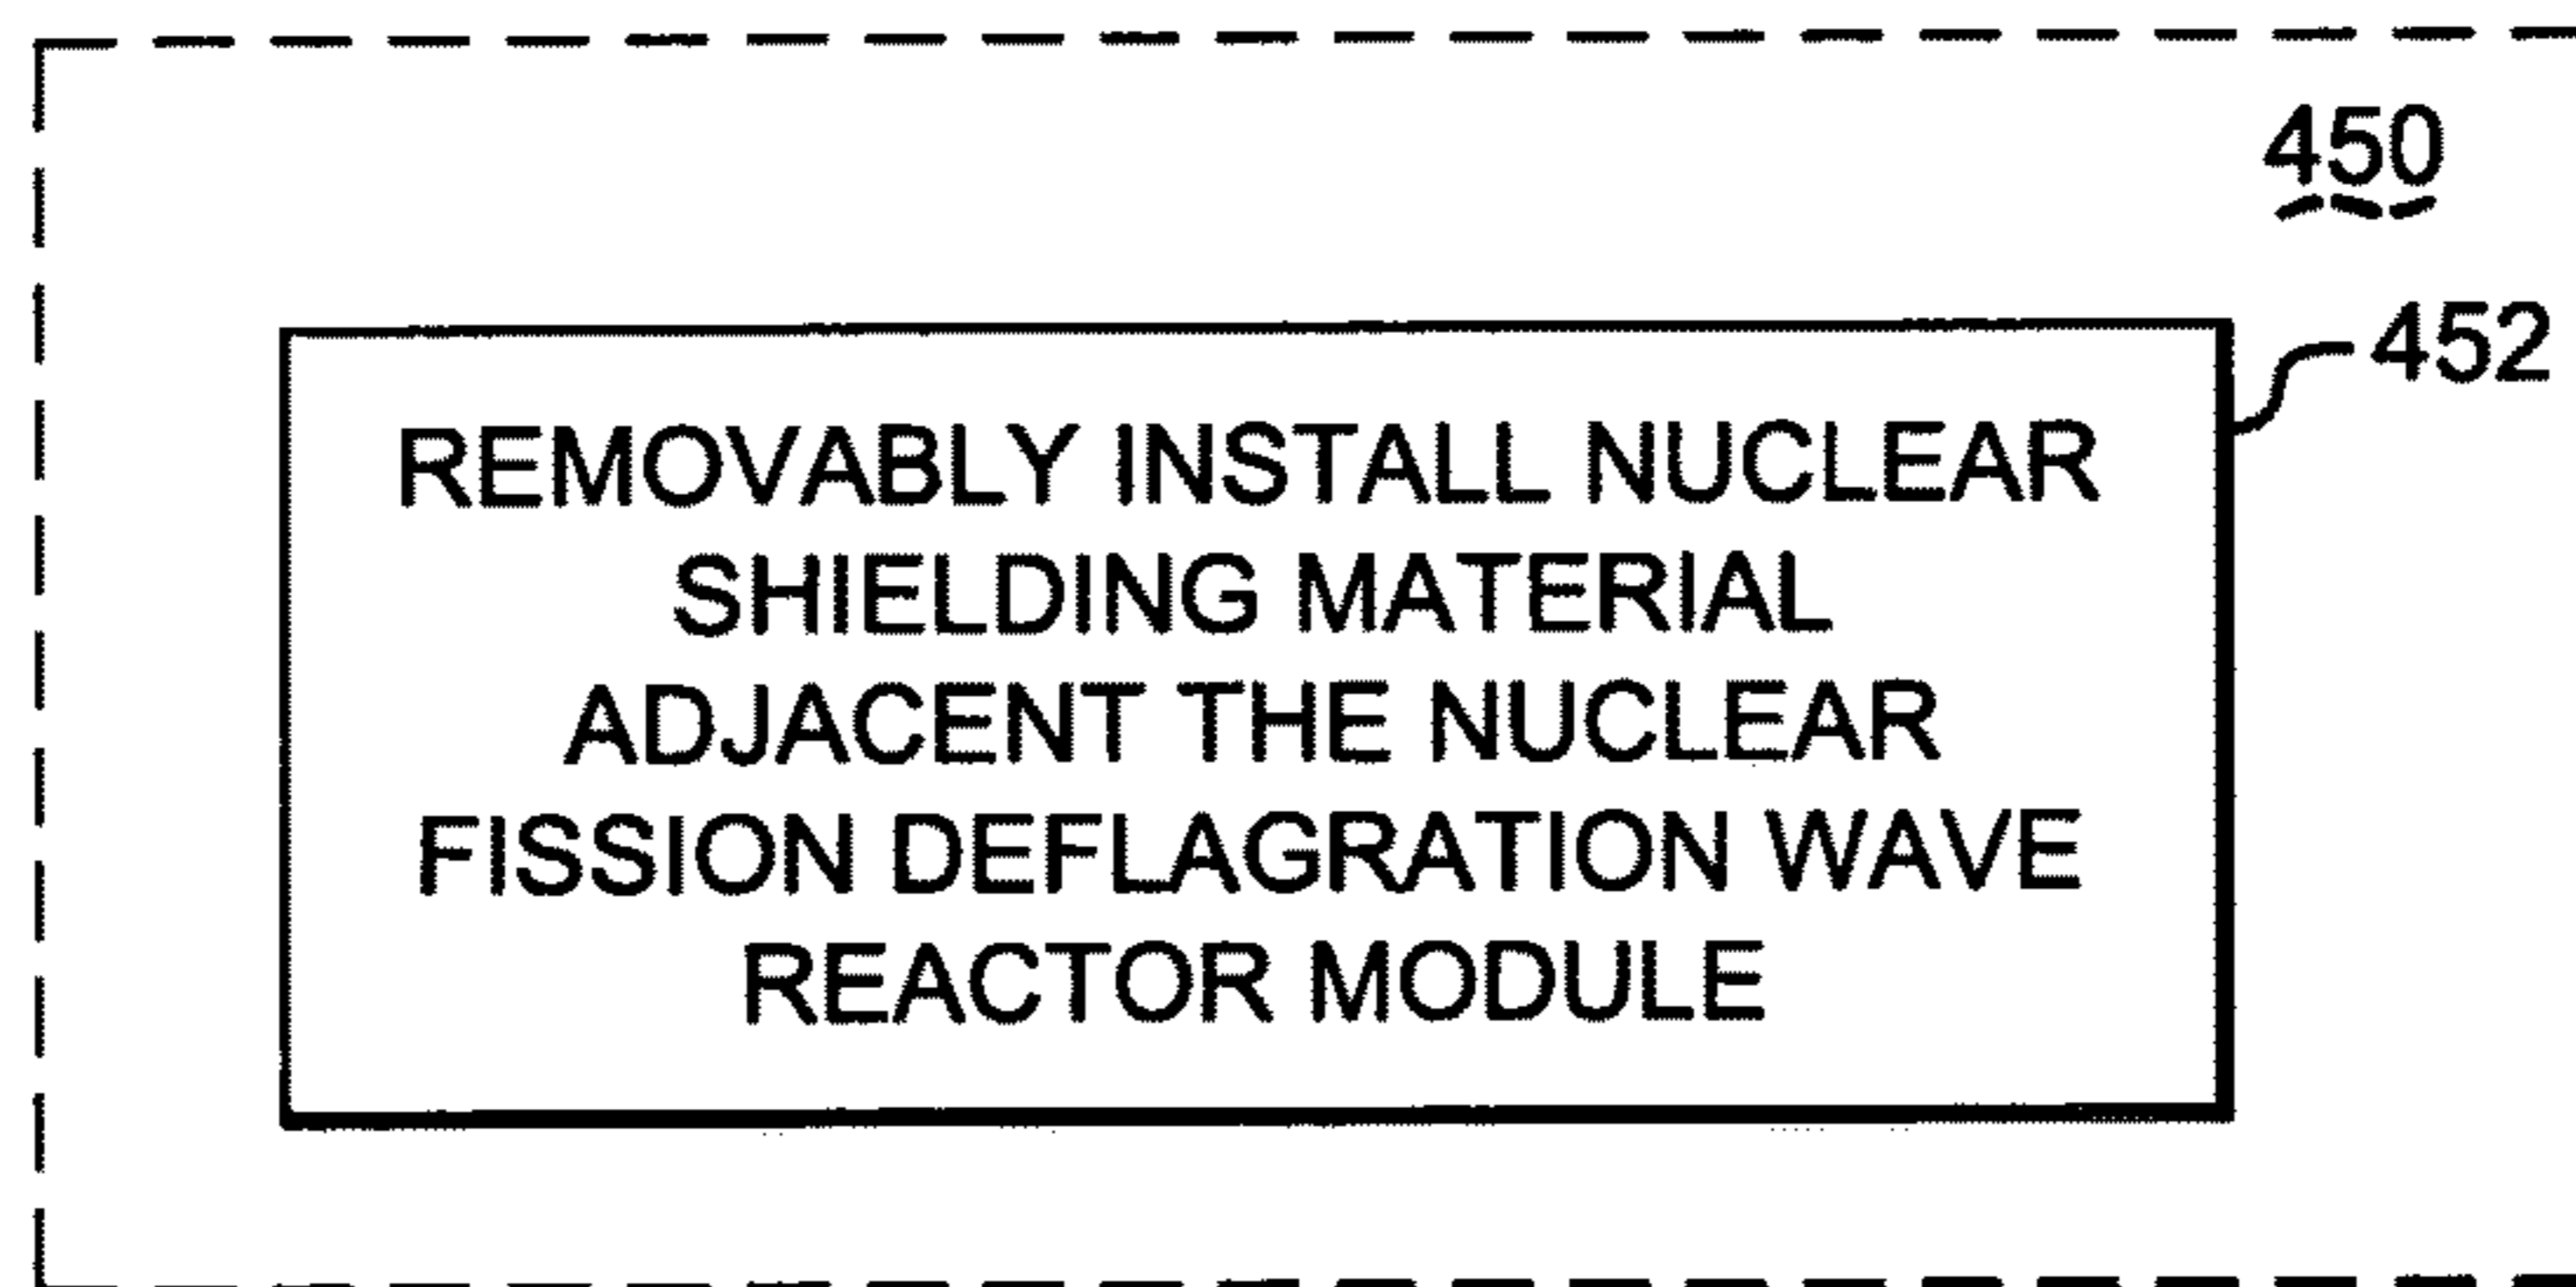 450
452
REMOVABLY INSTALL NUCLEAR
SHIELDING MATERIAL
ADJACENT THE NUCLEAR
FISSION DEFLAGRATION WAVE
REACTOR MODULE